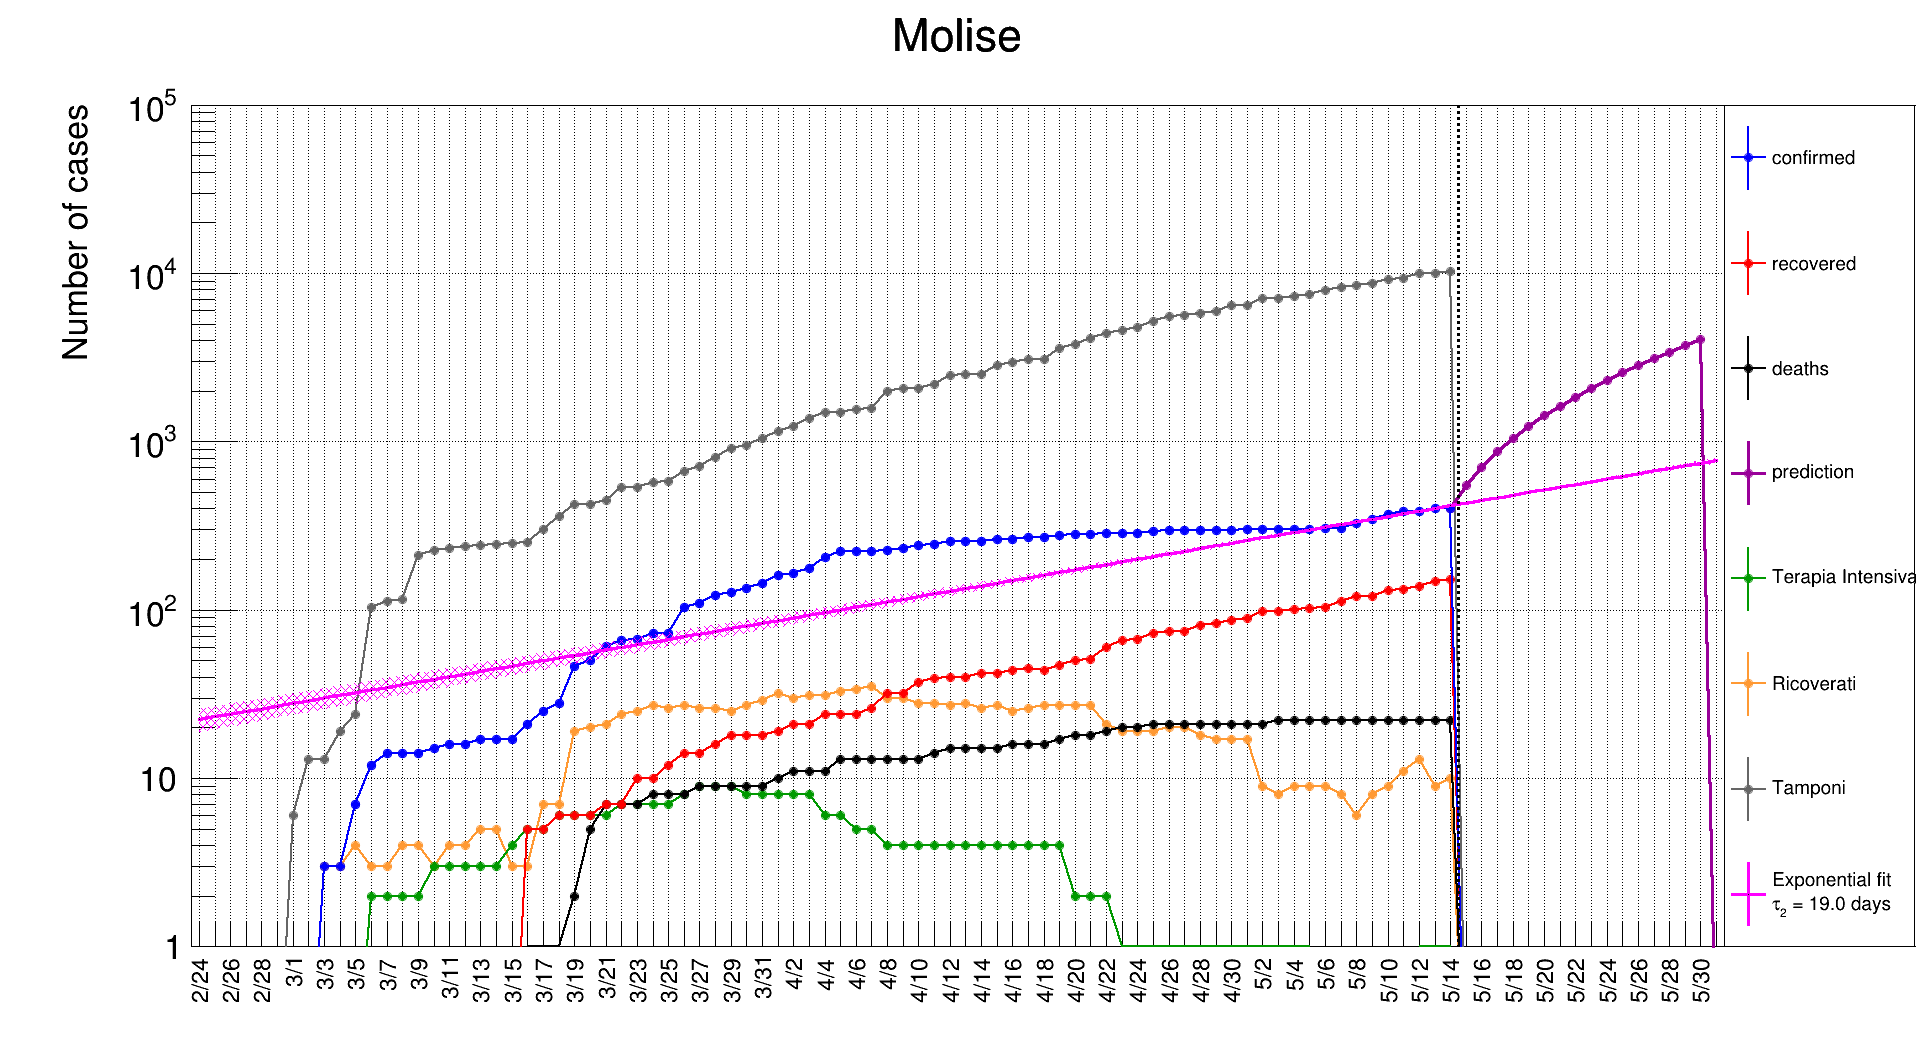 Molise
Number of cases
10^5
10^4
10^3
10^2
10
1
2/24 2/26 2/28 3/1 3/3 3/5 3/7 3/9 3/11 3/13 3/15 3/17 3/19 3/21 3/23 3/25 3/27 3/29 3/31 4/2 4/4 4/6 4/8 4/10 4/12 4/14 4/16 4/18 4/20 4/22 4/24 4/26 4/28 4/30 5/2 5/4 5/6 5/8 5/10 5/12 5/14 5/16 5/18 5/20 5/22 5/24 5/26 5/28 5/30
confirmed
recovered
deaths
prediction
Terapia Intensiva
Ricoverati
Tamponi
Exponential fit
τ₂ = 19.0 days